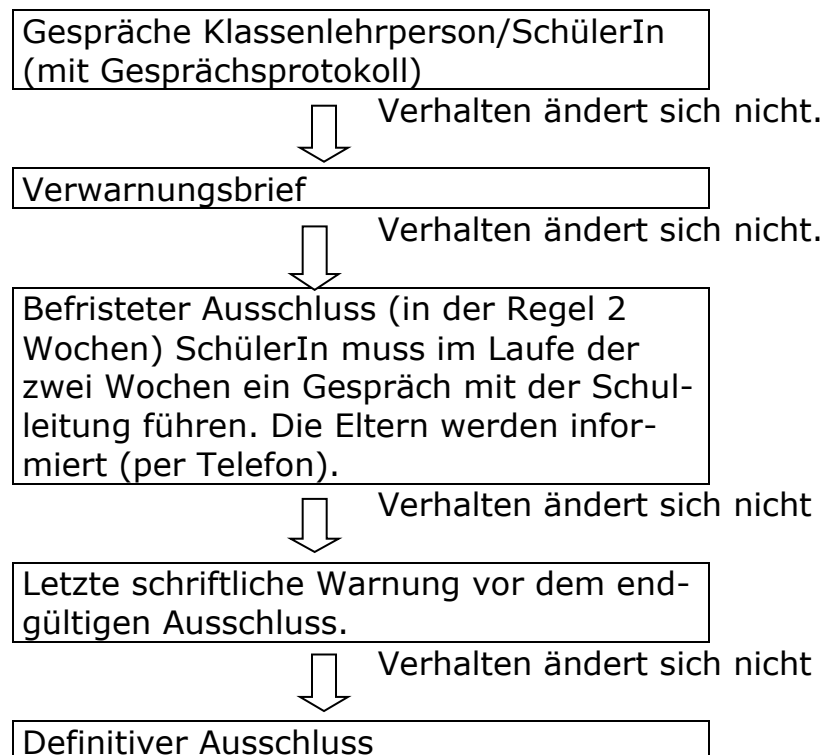 Gespräche Klassenlehrperson/SchülerIn
(mit Gesprächsprotokoll)
Verhalten ändert sich nicht.
Verwarnungsbrief
Verhalten ändert sich nicht.
Befristeter Ausschluss (in der Regel 2
Wochen) SchülerIn muss im Laufe der
zwei Wochen ein Gespräch mit der Schul-
leitung führen. Die Eltern werden infor-
miert (per Telefon).
Verhalten ändert sich nicht
Letzte schriftliche Warnung vor dem end-
gültigen Ausschluss.
Verhalten ändert sich nicht
Definitiver Ausschluss